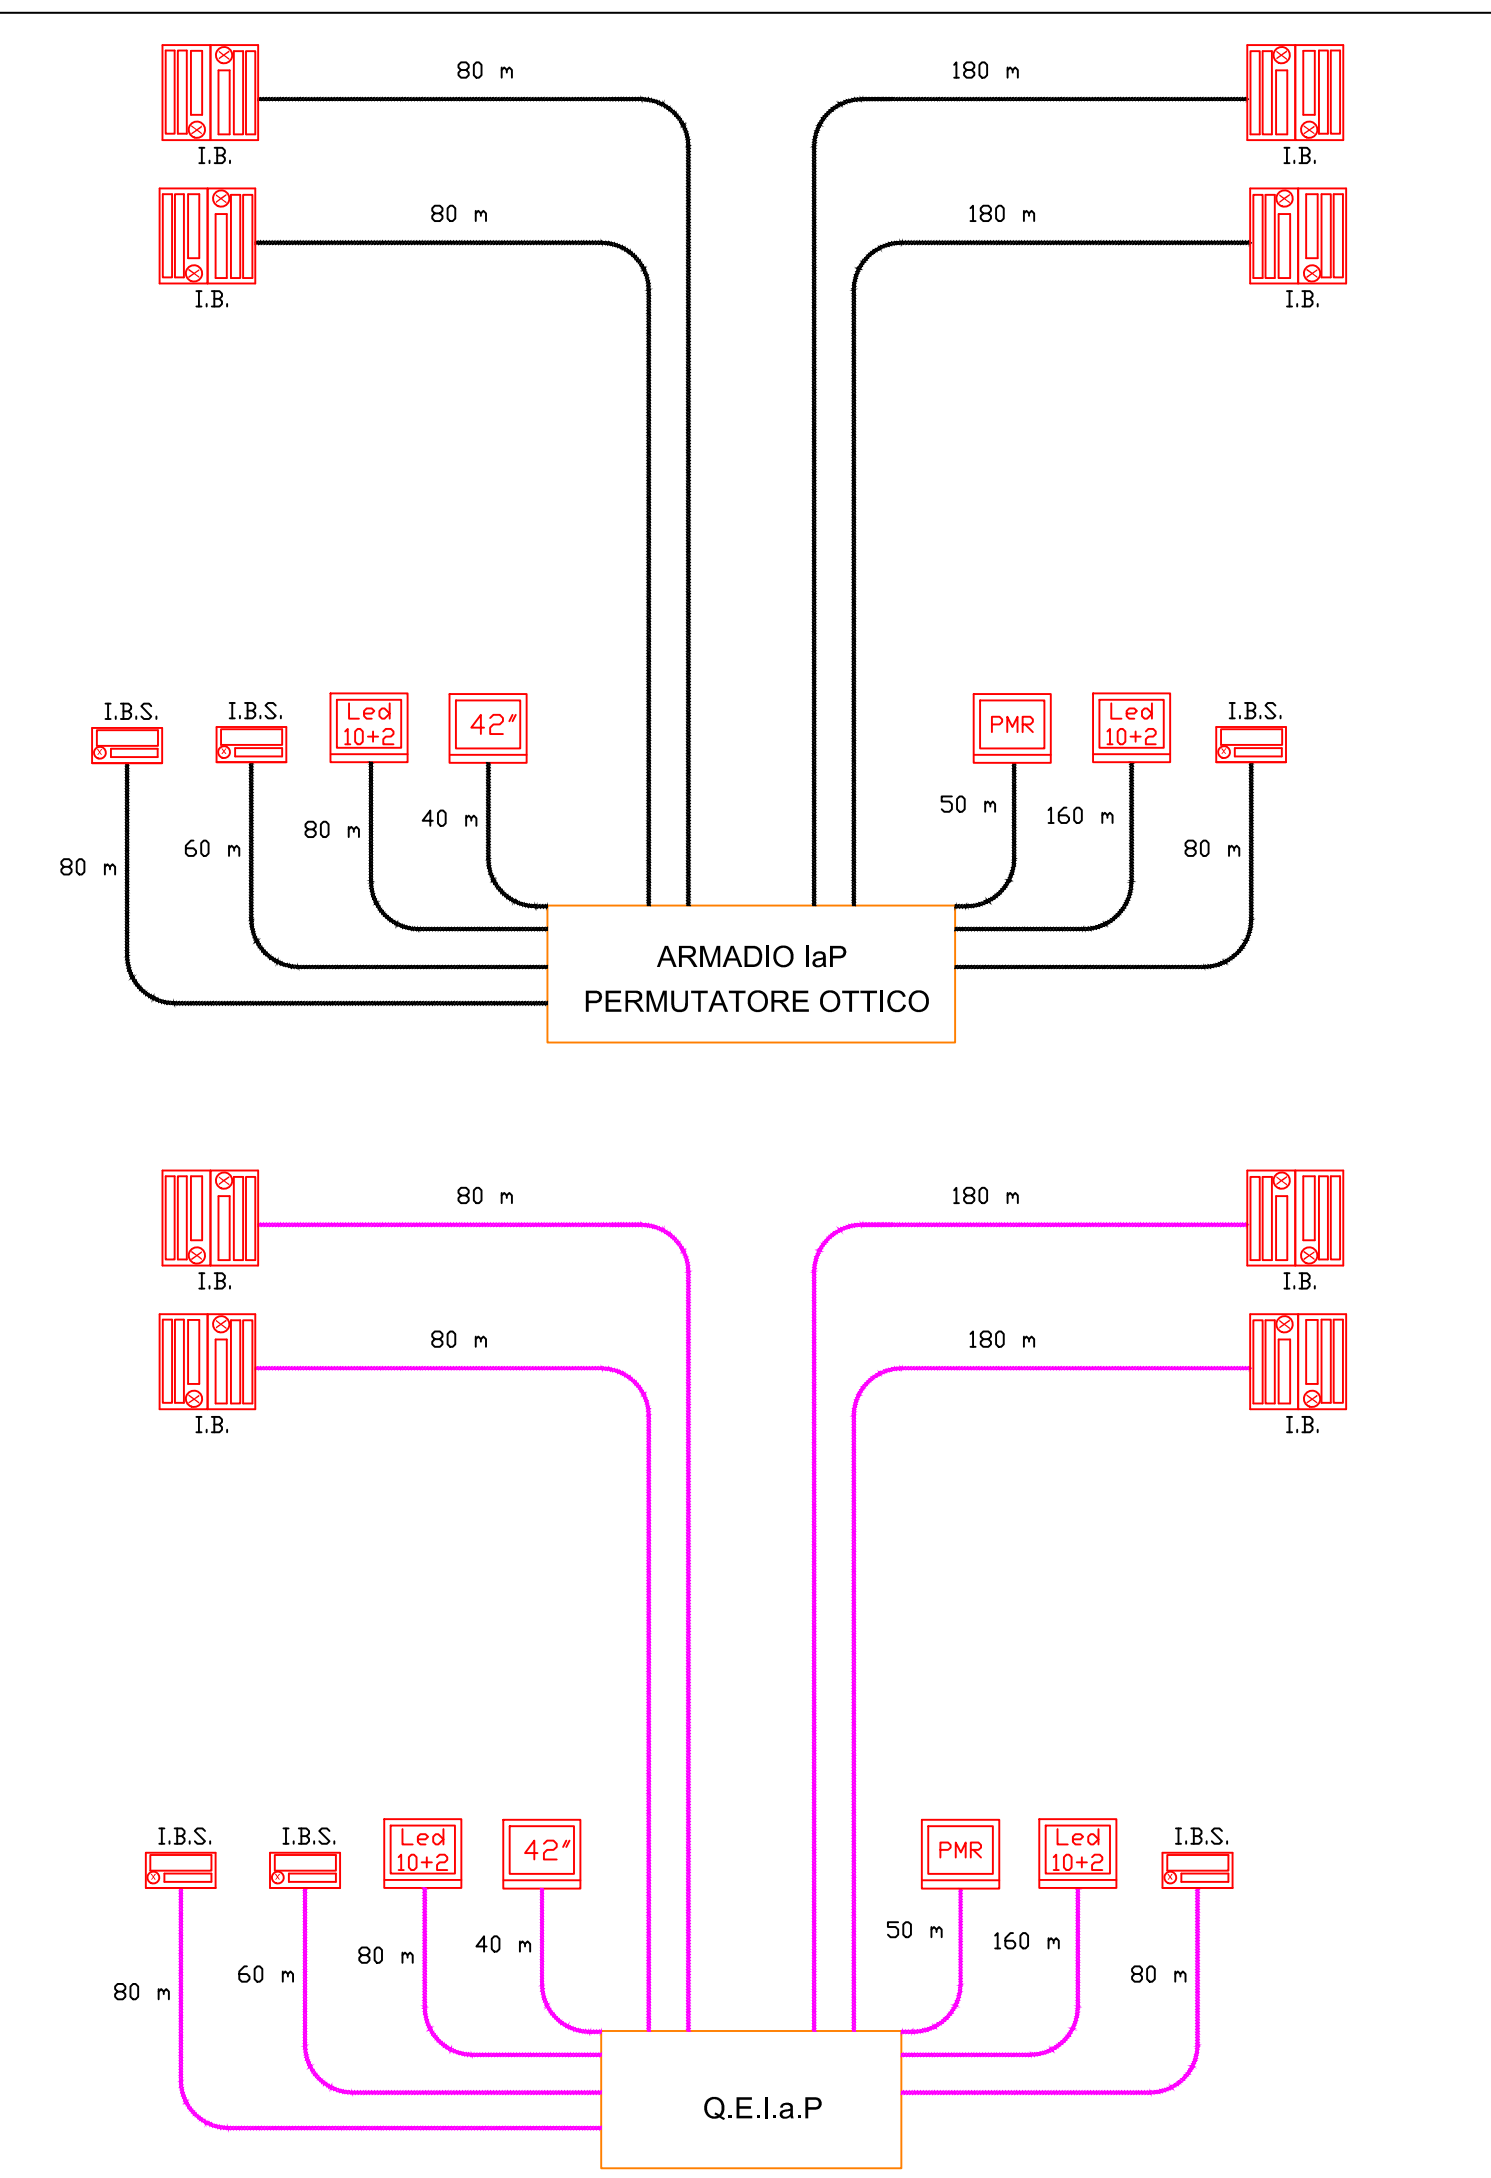 80 m
180 m
I.B.
I.B.
80 m
180 m
I.B.
I.B.
I.B.S.
I.B.S.
Led
10+2
42"
PMR
Led
10+2
I.B.S.
80 m
60 m
80 m
40 m
50 m
160 m
80 m
ARMADIO IaP
PERMUTATORE OTTICO
80 m
180 m
I.B.
I.B.
80 m
180 m
I.B.
I.B.
I.B.S.
I.B.S.
Led
10+2
42"
PMR
Led
10+2
I.B.S.
80 m
60 m
80 m
40 m
50 m
160 m
80 m
Q.E.I.a.P